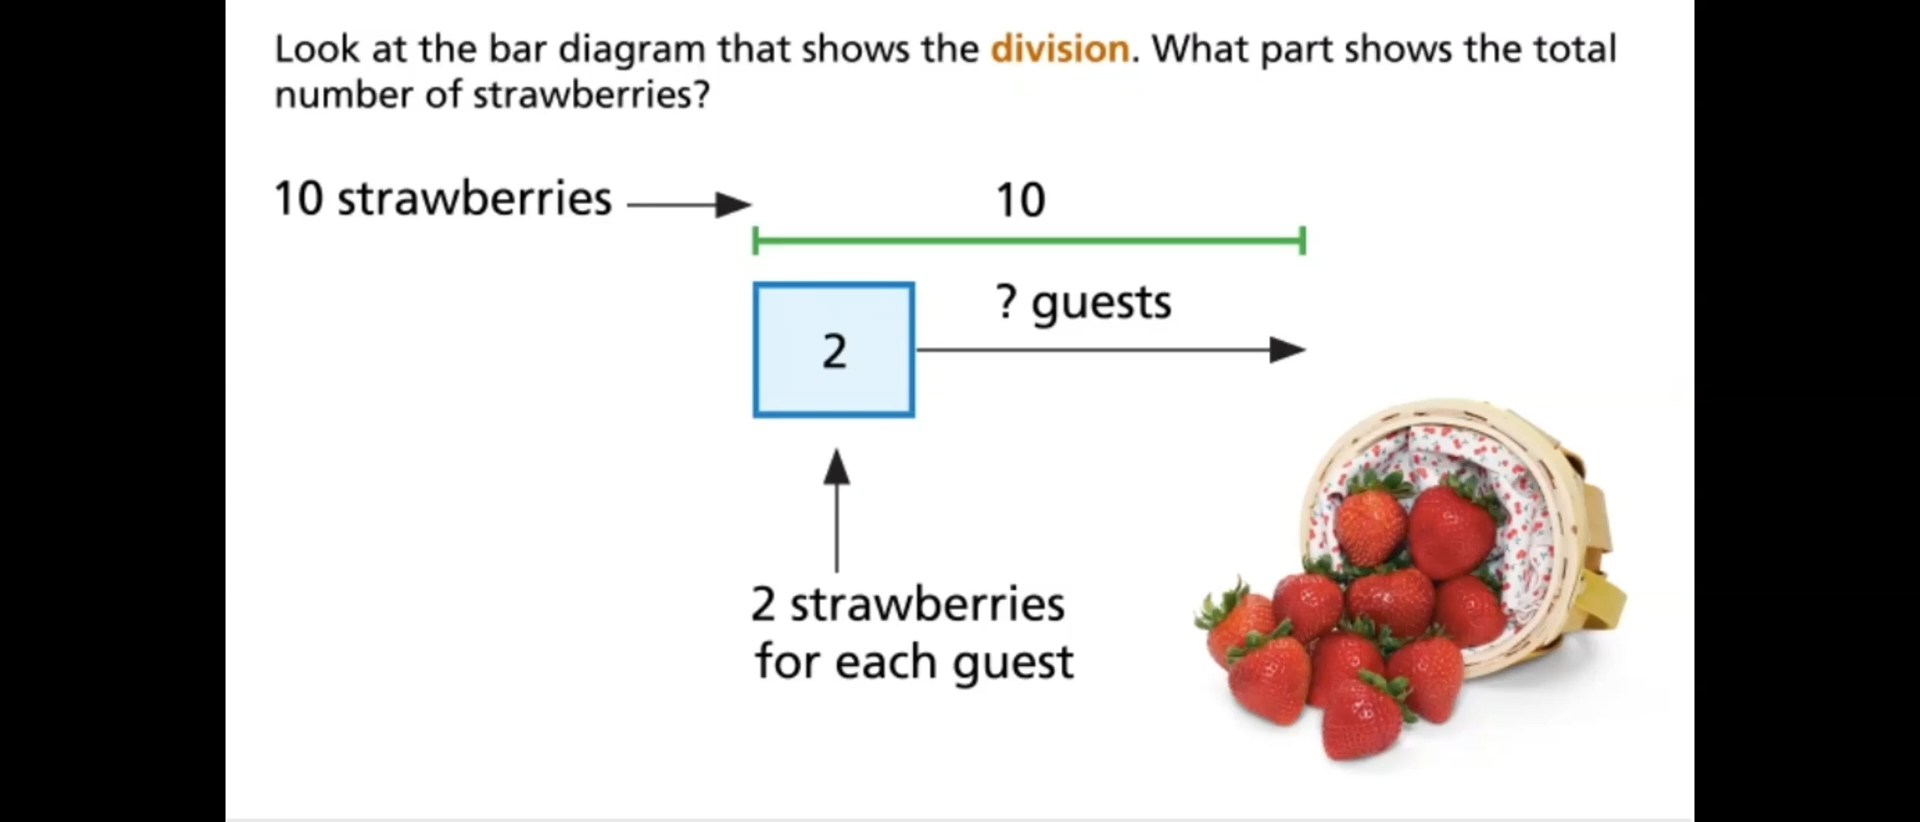 Look at the bar diagram that shows the division. What part shows the total
number of strawberries?
10 strawberries
10
? guests
2
2 strawberries
for each guest